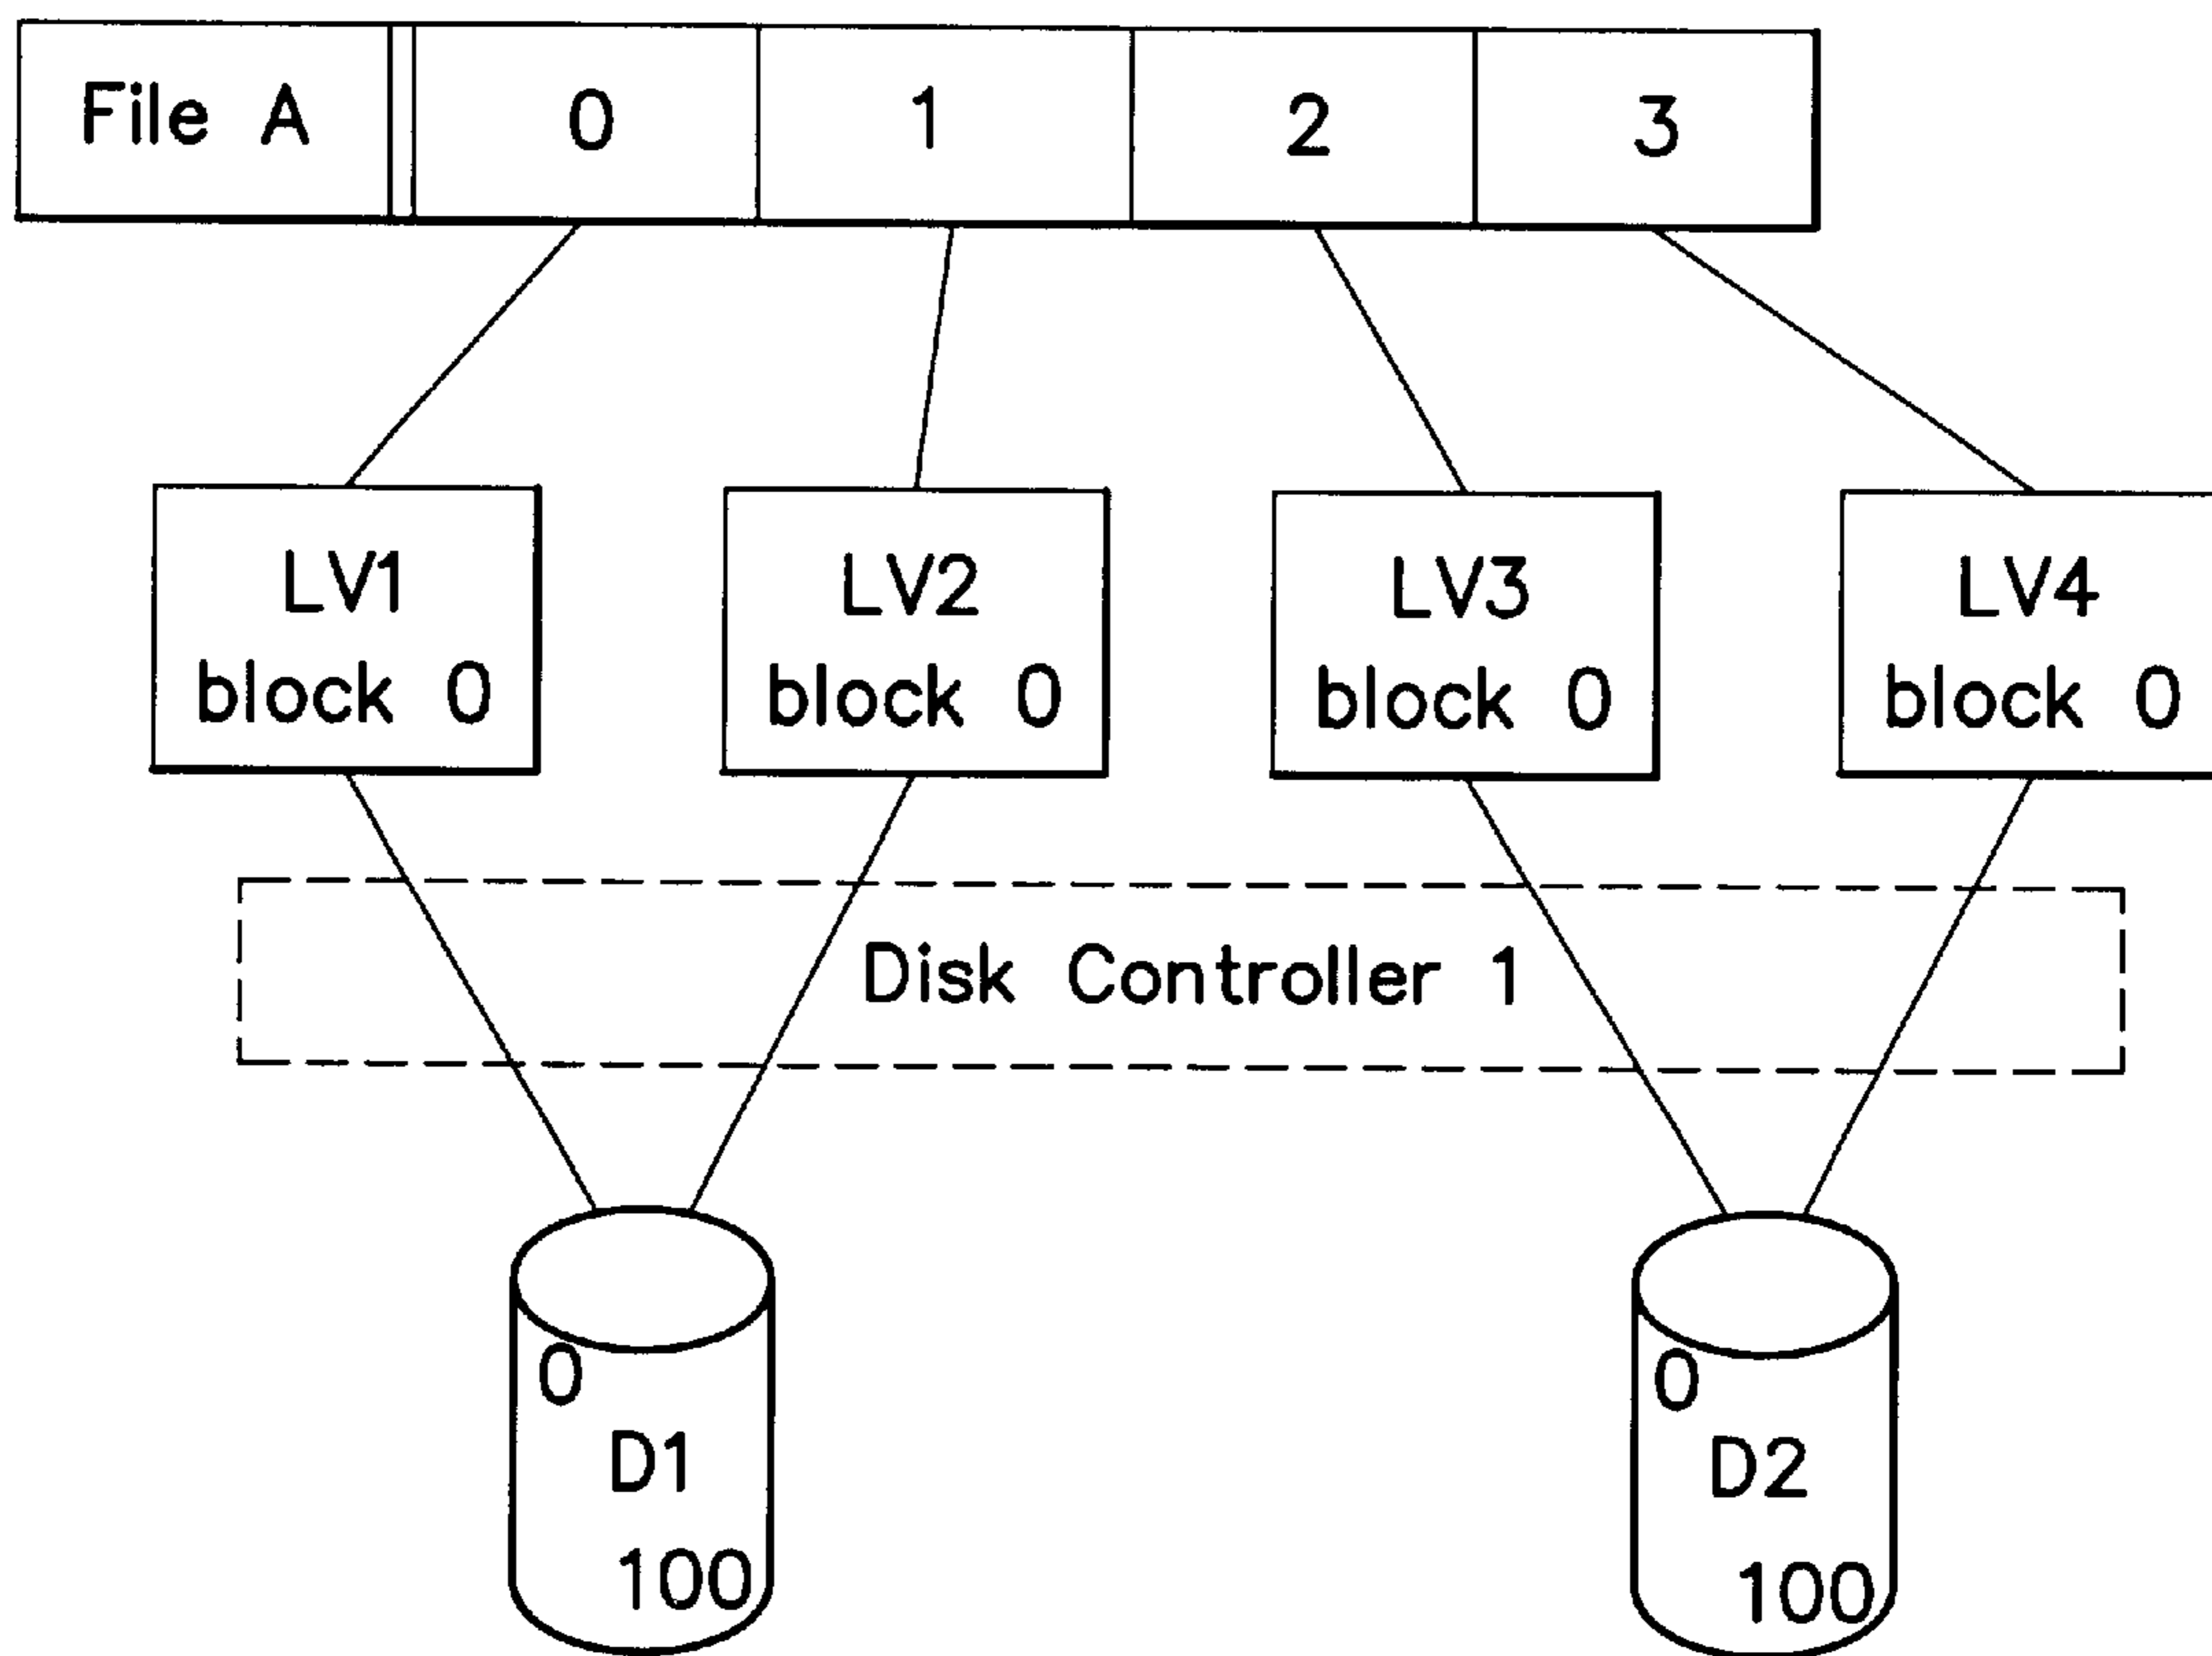 File A 0 1 2 3
LV1 LV2 LV3 LV4
block 0 block 0 block 0 block 0
Disk Controller 1
0 0
D1 D2
100 100